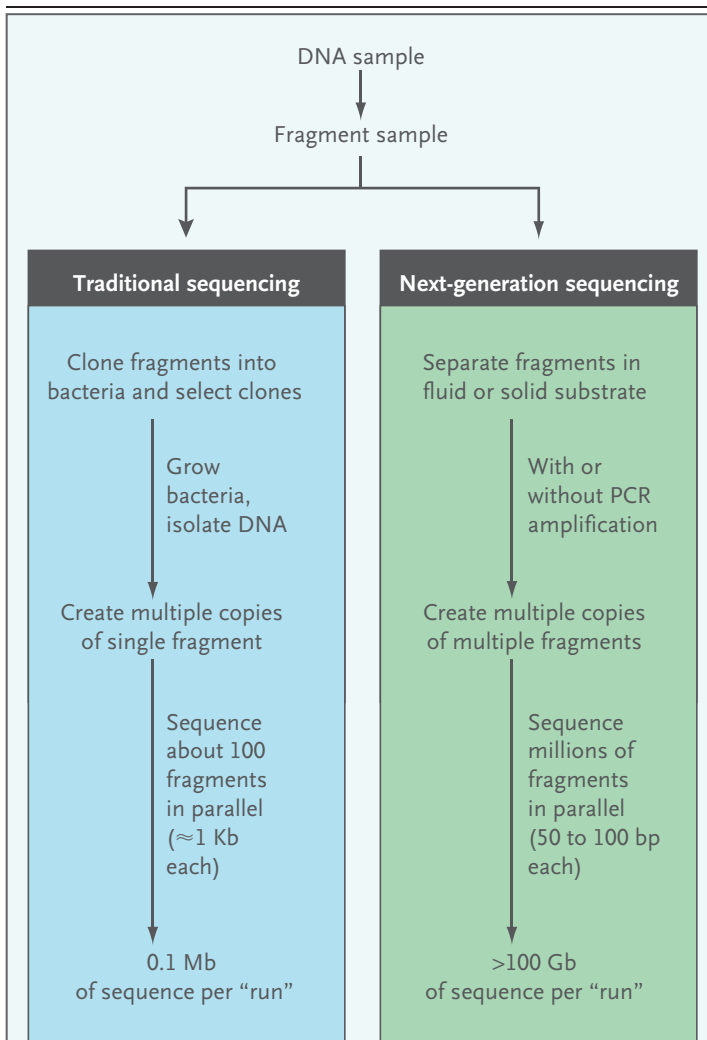 DNA sample
Fragment sample
Traditional sequencing
Clone fragments into
bacteria and select clones
Grow
bacteria,
isolate DNA
Create multiple copies
of single fragment
Sequence
about 100
fragments
in parallel
(≈1 Kb
each)
0.1 Mb
of sequence per “run”
Next-generation sequencing
Separate fragments in
fluid or solid substrate
With or
without PCR
amplification
Create multiple copies
of multiple fragments
Sequence
millions of
fragments
in parallel
(50 to 100 bp
each)
>100 Gb
of sequence per “run”